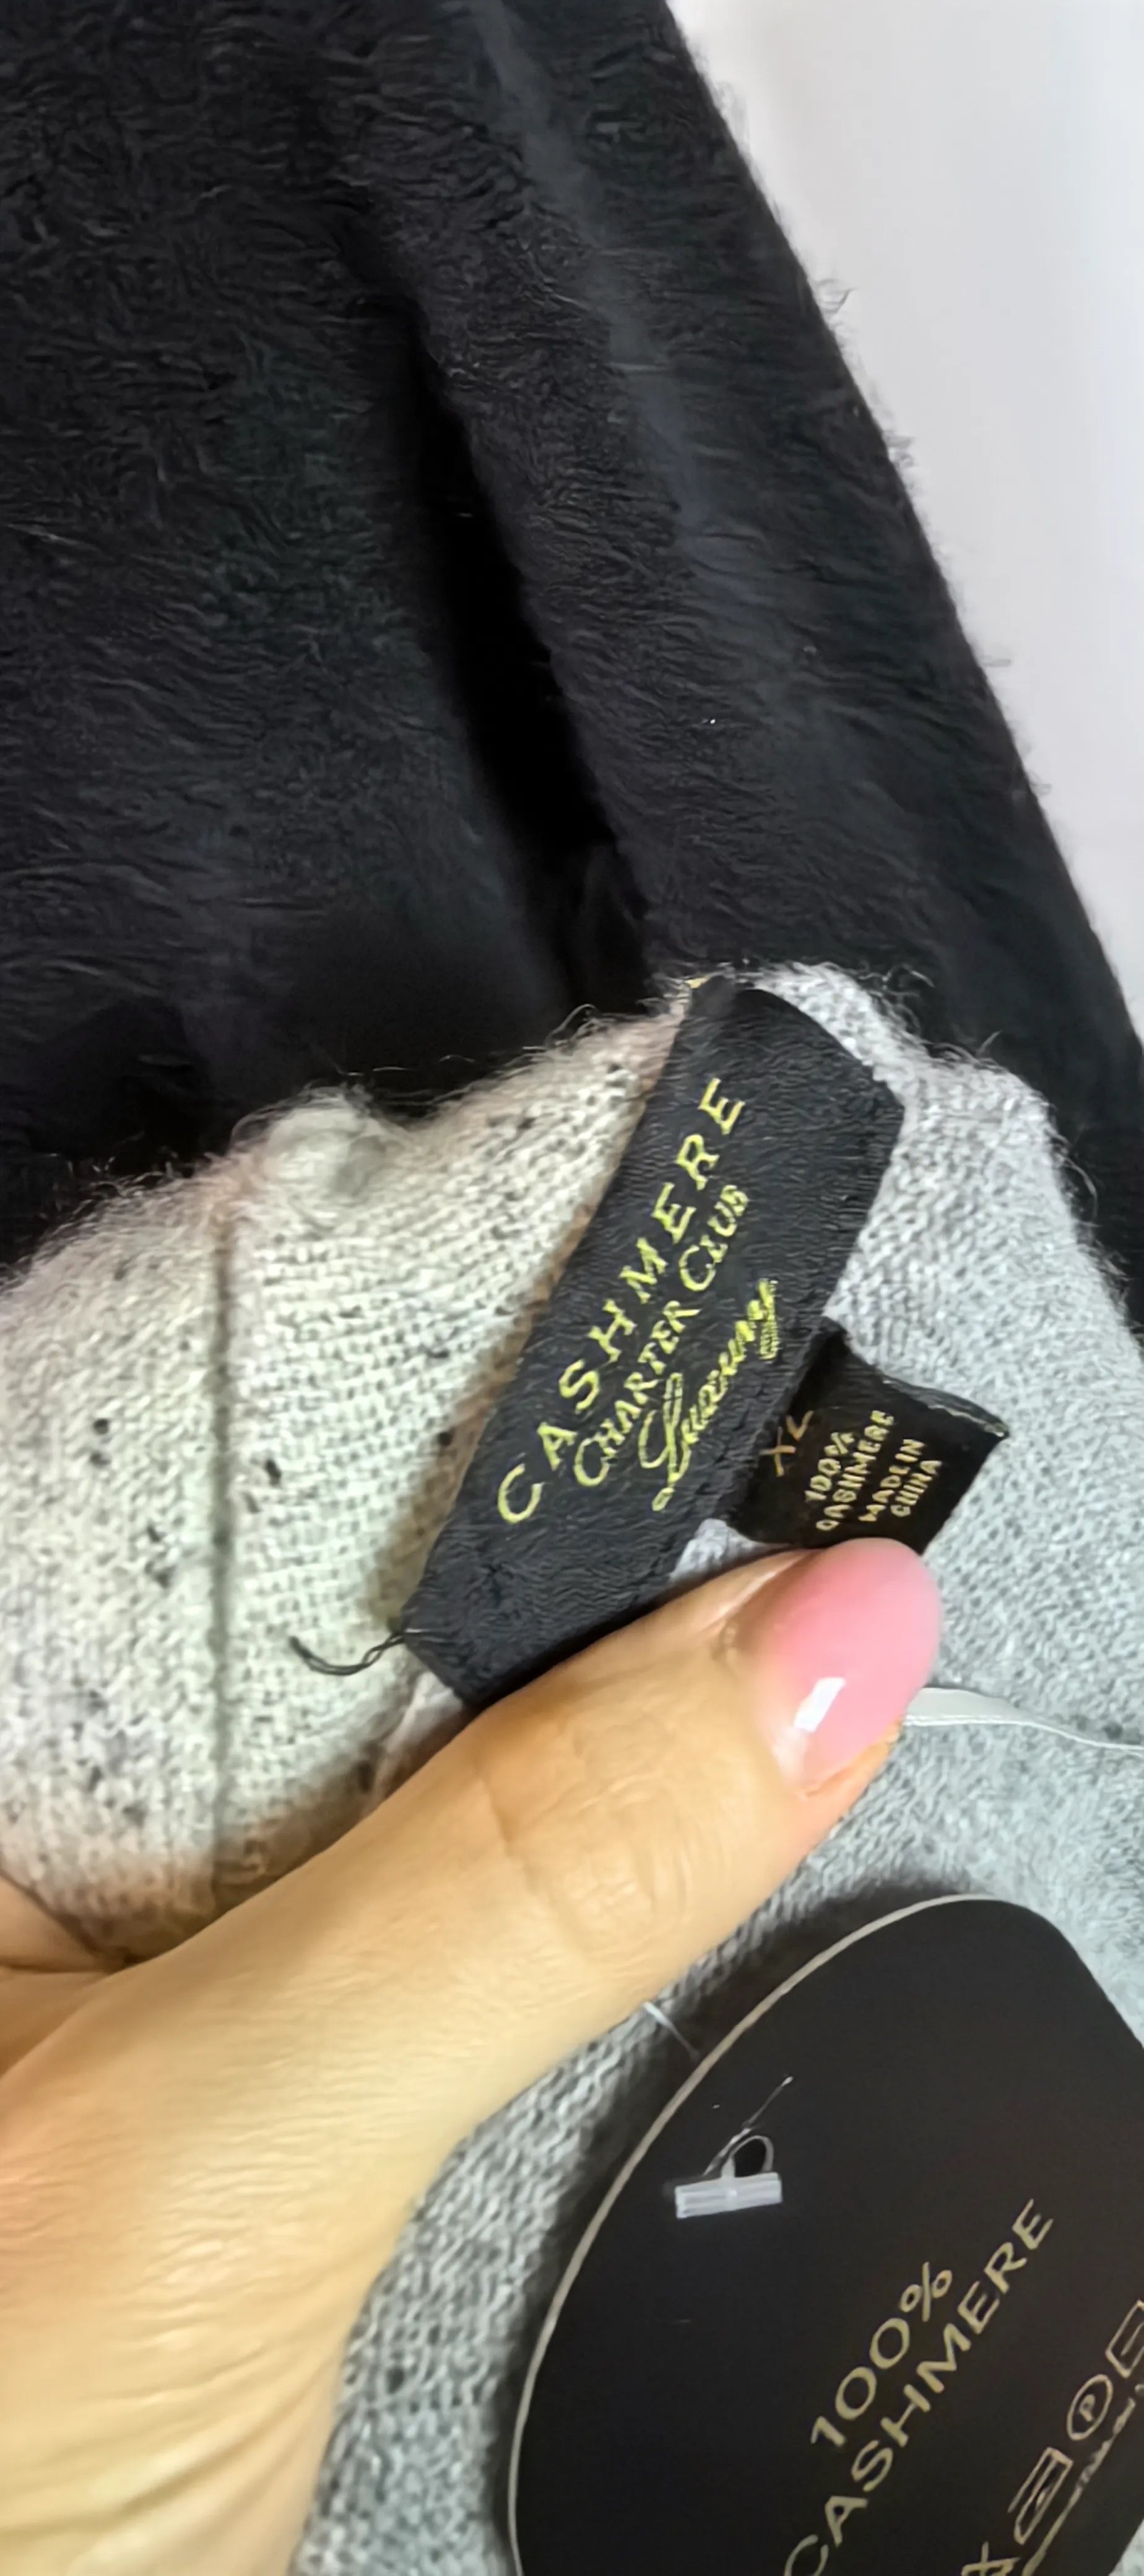 CASHMERE
CHARTER CLUB
Luxury
XL
100%
CASHMERE
MADE IN
CHINA
100%
CASHMERE
P